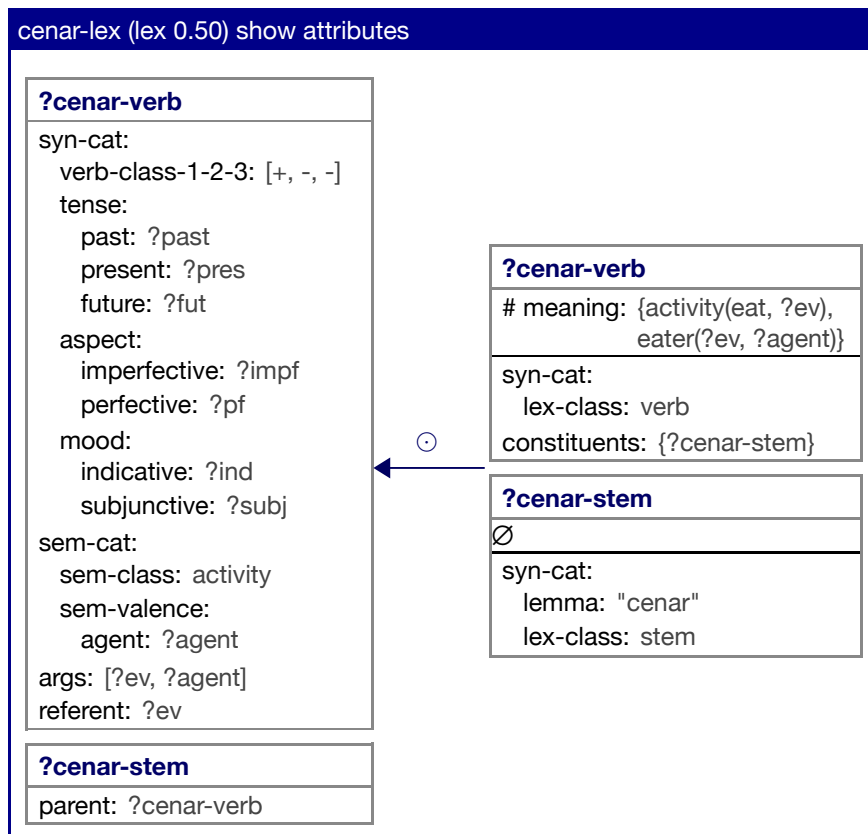 cenar-lex (lex 0.50) show attributes
?cenar-verb
syn-cat:
verb-class-1-2-3: [+, -, -]
tense:
past: ?past
present: ?pres
future: ?fut
aspect:
imperfective: ?impf
perfective: ?pf
mood:
indicative: ?ind
subjunctive: ?subj
sem-cat:
sem-class: activity
sem-valence:
agent: ?agent
args: [?ev, ?agent]
referent: ?ev
?cenar-stem
parent: ?cenar-verb
⊙
?cenar-verb
# meaning: {activity(eat, ?ev),
eater(?ev, ?agent)}
syn-cat:
lex-class: verb
constituents: {?cenar-stem}
?cenar-stem
∅
syn-cat:
lemma: "cenar"
lex-class: stem